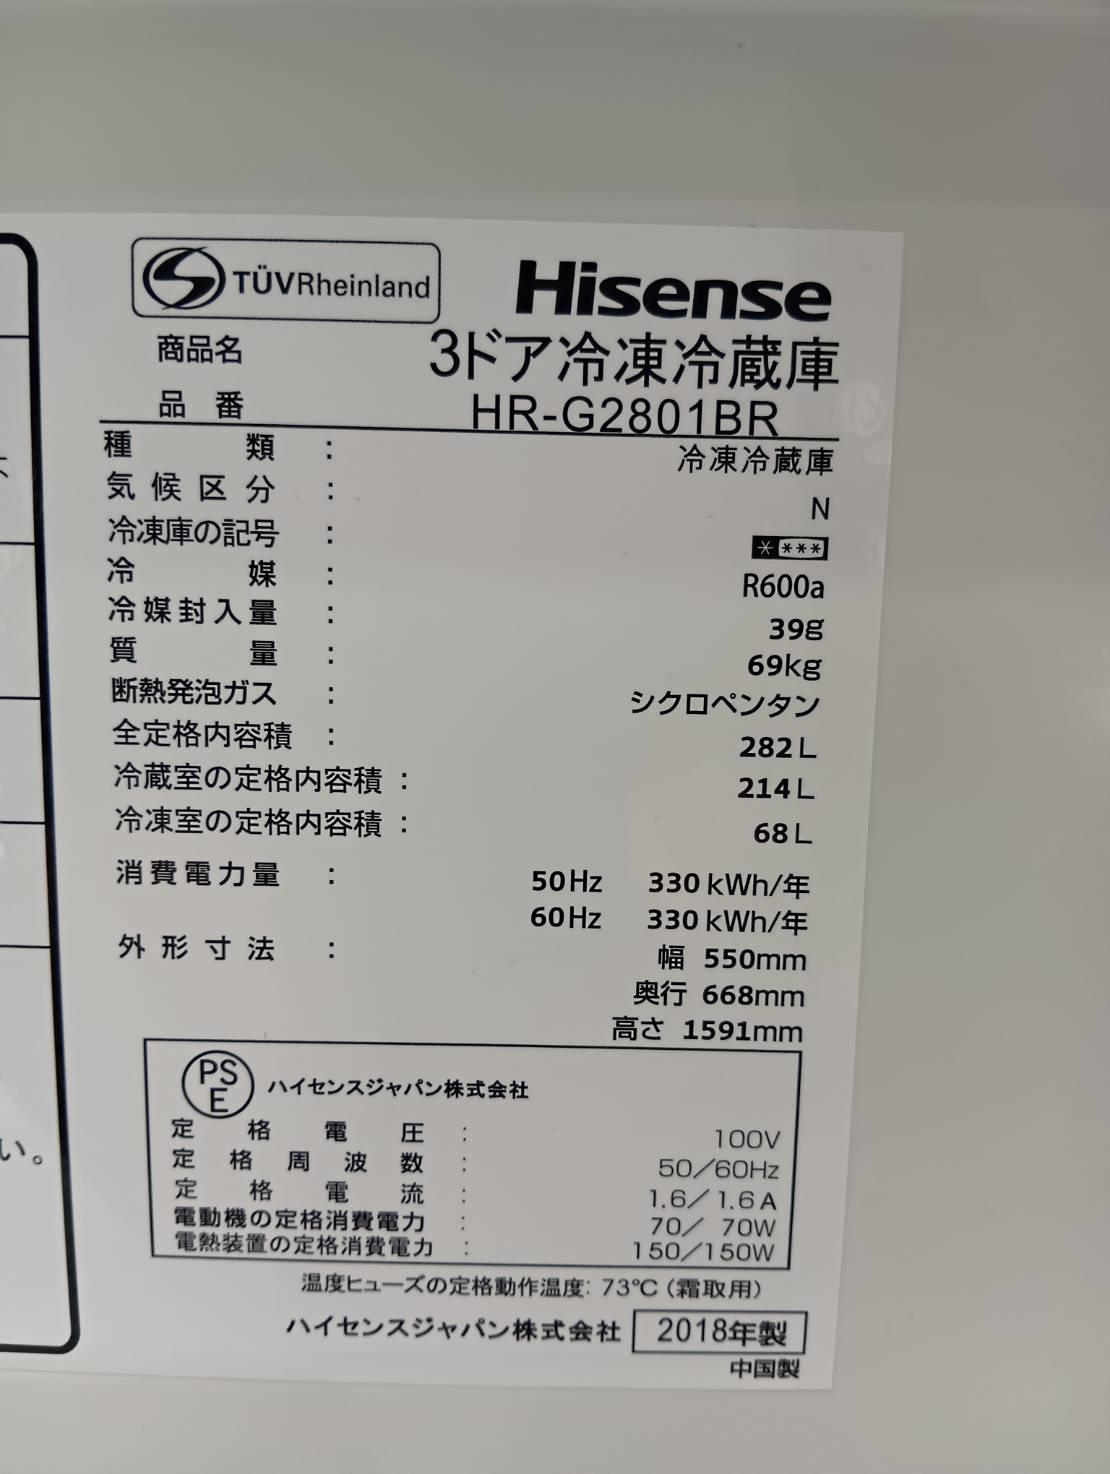 TÜVRheinland
Hisense
商品名 3ドア冷凍冷蔵庫
品番 HR-G2801BR
種類 : 冷凍冷蔵庫
気候区分 : N
冷凍庫の記号 : * ***
冷媒 : R600a
冷媒封入量 : 39g
質量 : 69kg
断熱発泡ガス : シクロペンタン
全定格内容積 : 282L
冷蔵室の定格内容積 : 214L
冷凍室の定格内容積 : 68L
消費電力量 : 50Hz 330kWh/年
60Hz 330kWh/年
外形寸法 : 幅 550mm
奥行 668mm
高さ 1591mm
PSE ハイセンスジャパン株式会社
定格電圧 : 100V
定格周波数 : 50/60Hz
定格電流 : 1.6/1.6A
電動機の定格消費電力 : 70/ 70W
電熱装置の定格消費電力 : 150/150W
温度ヒューズの定格動作温度: 73℃(霜取用)
ハイセンスジャパン株式会社 2018年製
中国製
い。